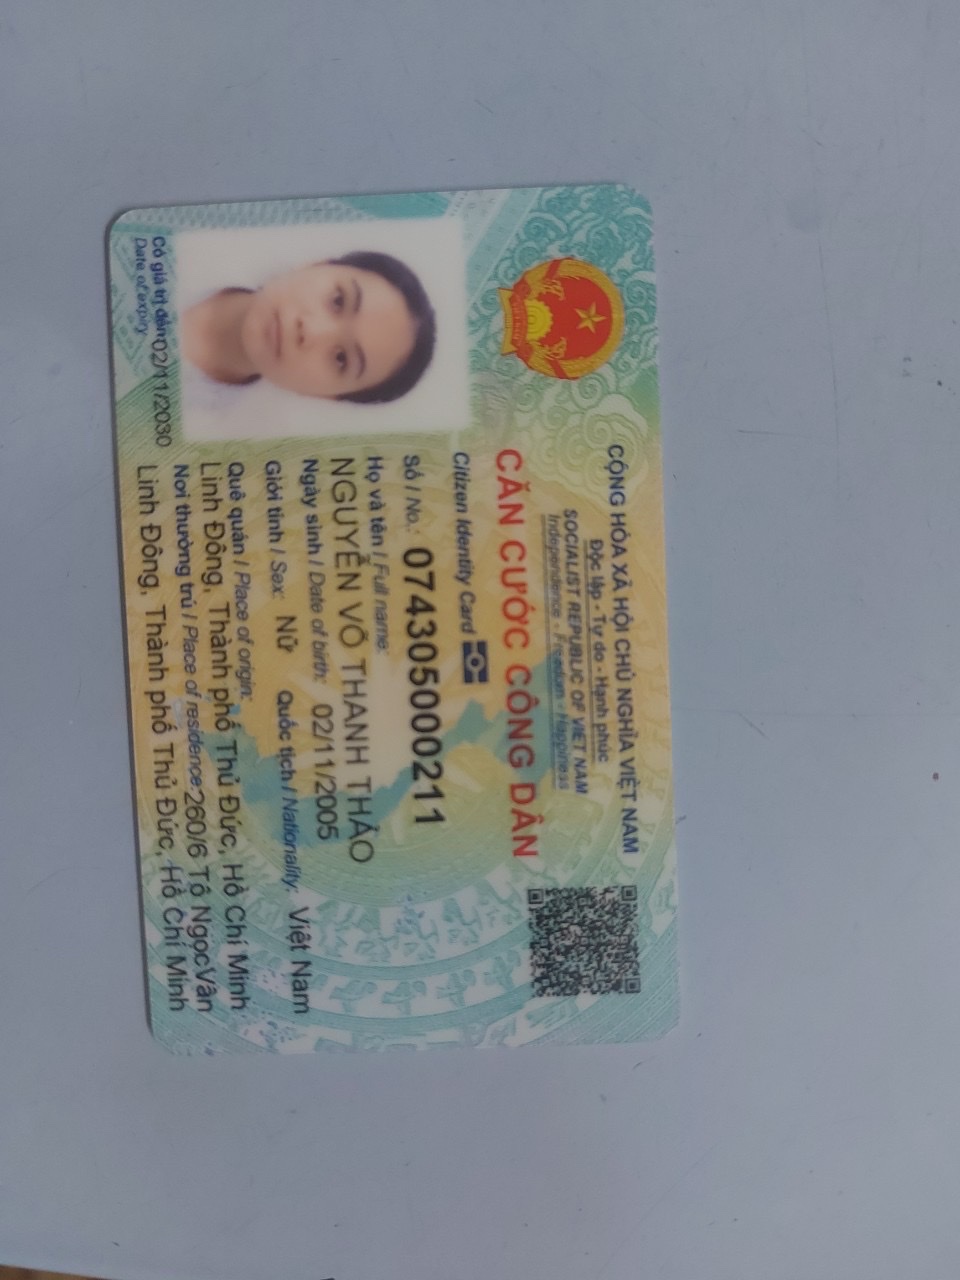 CỘNG HÒA XÃ HỘI CHỦ NGHĨA VIỆT NAM
Độc lập - Tự do - Hạnh phúc
SOCIALIST REPUBLIC OF VIET NAM
Independence - Freedom - Happiness
CĂN CƯỚC CÔNG DÂN
Citizen Identity Card
Số / No.: 074305000211
Họ và tên / Full name:
NGUYỄN VÕ THANH THẢO
Ngày sinh / Date of birth: 02/11/2005
Giới tính / Sex: Nữ Quốc tịch / Nationality: Việt Nam
Quê quán / Place of origin:
Linh Đông, Thành phố Thủ Đức, Hồ Chí Minh
Nơi thường trú / Place of residence: 260/6 Tô Ngọc Vân
Linh Đông, Thành phố Thủ Đức, Hồ Chí Minh
Có giá trị đến 02/11/2030
Date of expiry